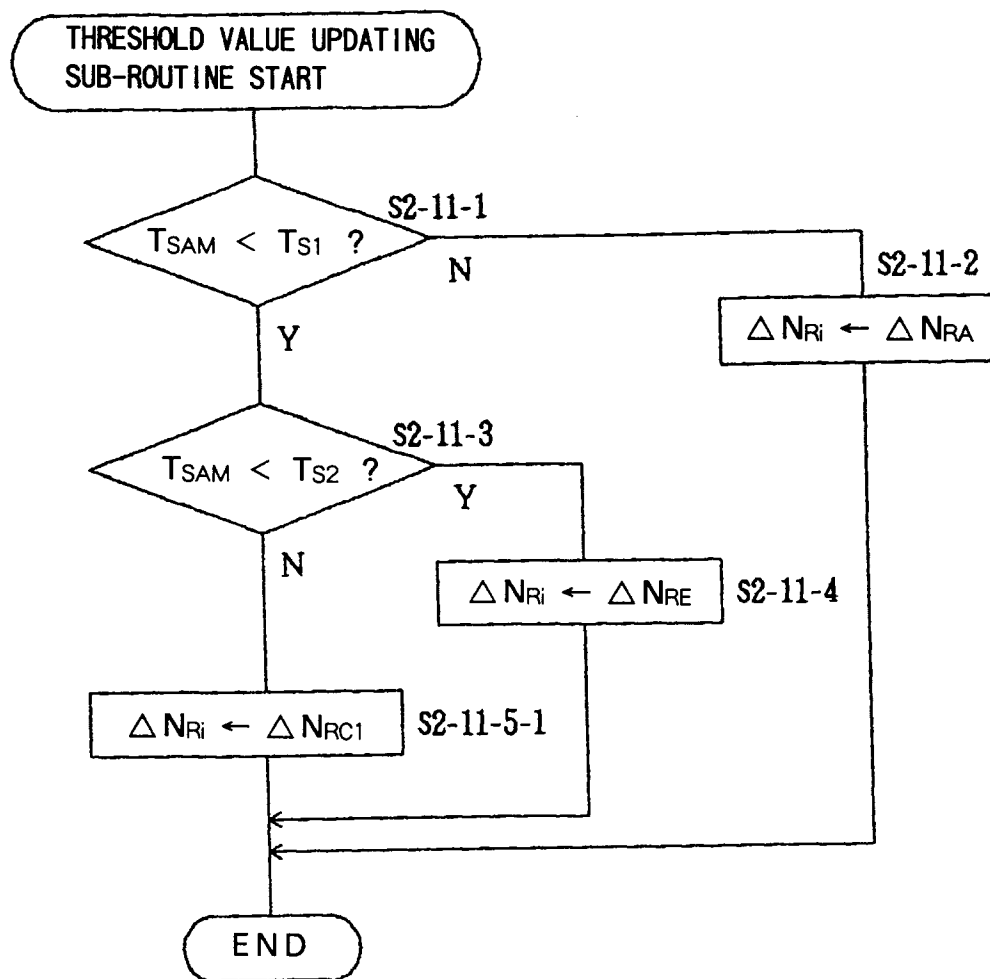 THRESHOLD VALUE UPDATING
SUB-ROUTINE START
S2-11-1
TSAM < TS1 ?
N
S2-11-2
△NRi ← △NRA
Y
S2-11-3
TSAM < TS2 ?
Y
N
△NRi ← △NRE
S2-11-4
△NRi ← △NRC1
S2-11-5-1
END